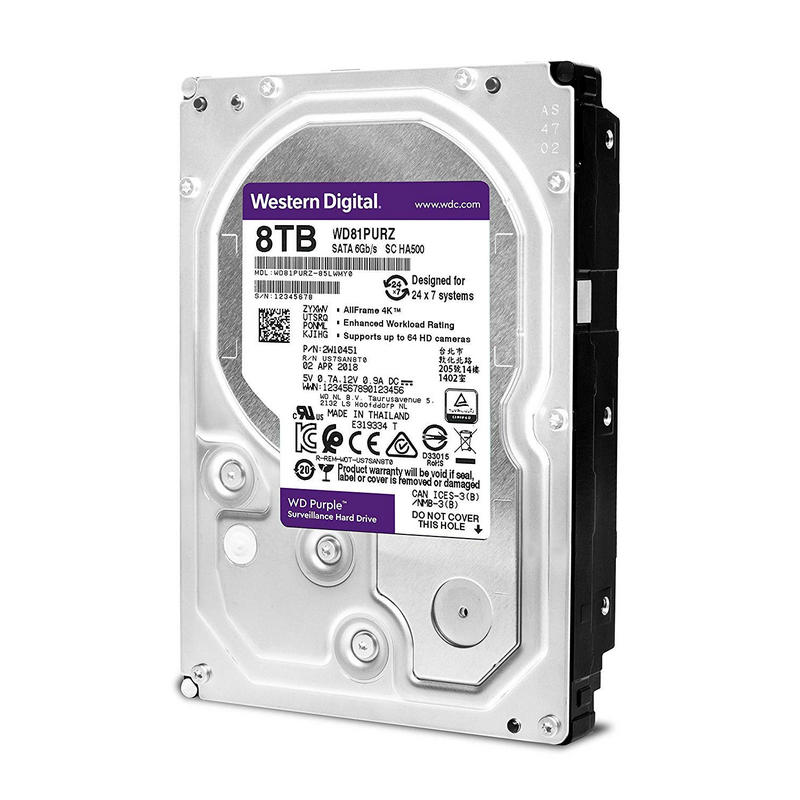 AS
47
02
Western Digital.
www.wdc.com
8TB
WD81PURZ
SATA 6Gb/s SC HA500
MDL: WD81PURZ-85LWMY0
S/N: 12345678
24
x7
Designed for
24 x 7 systems
ZYXWV
UTSRQ
PONML
KJIHG
• AllFrame 4K™
• Enhanced Workload Rating
• Supports up to 64 HD cameras
P/N: 2W10451
R/N US7SAN8T0
02 APR 2018
台北市
敦化北路
205號14樓
1402室
5V 0.7A.12V 0.9A DC
WWN: 1234567890123456
WD NL B.V. Taurusavenue 5.
2132 LS Hoofddorp NL
c UL us
MADE IN THAILAND
E319334 T
D33015
RoHS
R-REM-WDT-US7SAN8T0
20
Product warranty will be void if seal,
label or cover is removed or damaged
WD Purple™
Surveillance Hard Drive
CAN ICES-3(B)
/NMB-3(B)
DO NOT COVER
THIS HOLE